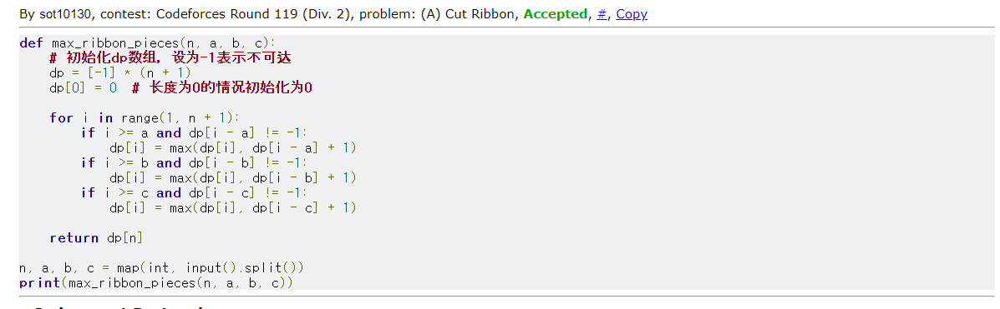 By sot10130, contest: Codeforces Round 119 (Div. 2), problem: (A) Cut Ribbon, Accepted, #, Copy
def max_ribbon_pieces(n, a, b, c):
    # 初始化dp数组, 设为-1表示不可达
    dp = [-1] * (n + 1)
    dp[0] = 0  # 长度为0的情况初始化为0

    for i in range(1, n + 1):
        if i >= a and dp[i - a] != -1:
            dp[i] = max(dp[i], dp[i - a] + 1)
        if i >= b and dp[i - b] != -1:
            dp[i] = max(dp[i], dp[i - b] + 1)
        if i >= c and dp[i - c] != -1:
            dp[i] = max(dp[i], dp[i - c] + 1)

    return dp[n]

n, a, b, c = map(int, input().split())
print(max_ribbon_pieces(n, a, b, c))